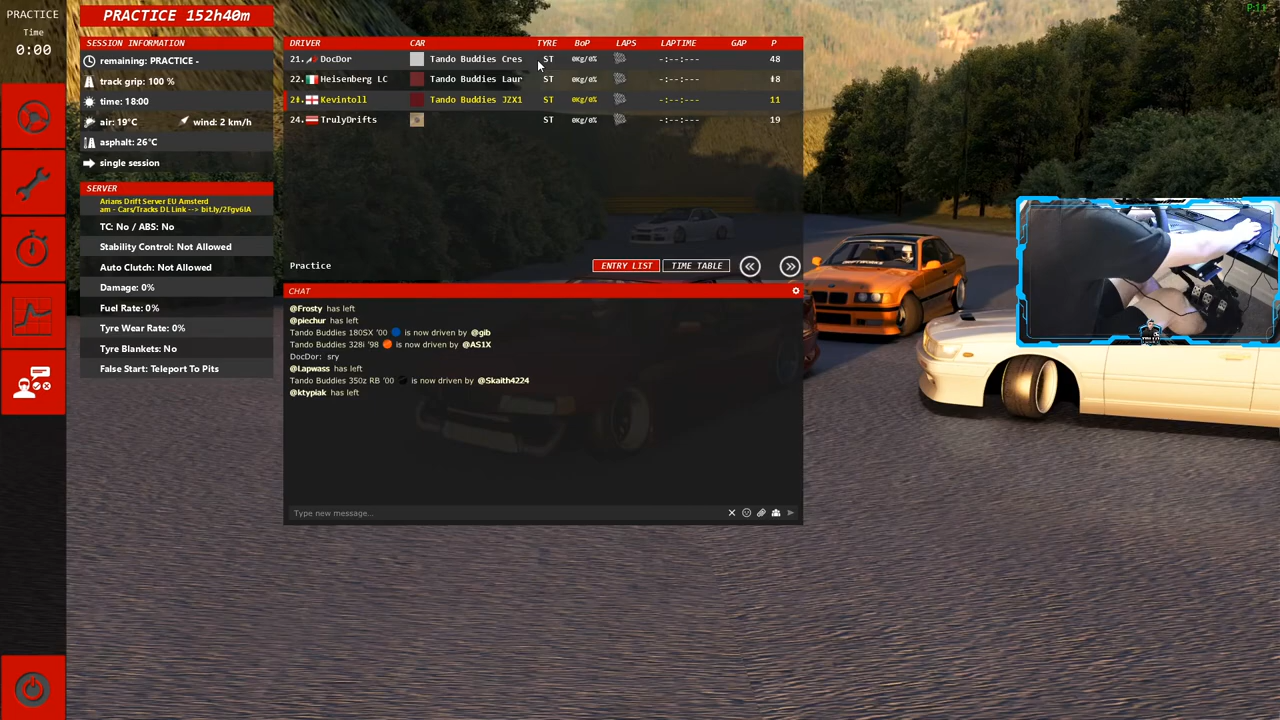 PRACTICE
Time
0:00
PRACTICE 152h40m
SESSION INFORMATION
remaining: PRACTICE -
track grip: 100 %
time: 18:00
air: 19°C wind: 2 km/h
asphalt: 26°C
single session
SERVER
Arians Drift Server EU Amsterd
am - Cars/Tracks DL Link --> bit.ly/2Fgv6IA
TC: No / ABS: No
Stability Control: Not Allowed
Auto Clutch: Not Allowed
Damage: 0%
Fuel Rate: 0%
Tyre Wear Rate: 0%
Tyre Blankets: No
False Start: Teleport To Pits
DRIVER CAR TYRE BoP LAPS LAPTIME GAP P
21. DocDor Tando Buddies Cres ST 0Kg/0% -:--:--- 48
22. Heisenberg LC Tando Buddies Laur ST 0Kg/0% -:--:---
Kevintoll Tando Buddies JZX1 ST 0Kg/0% -:--:--- 11
24. TrulyDrifts ST 0Kg/0% -:--:--- 19
Practice ENTRY LIST TIME TABLE
CHAT
@Frosty has left
@piechur has left
Tando Buddies 180SX '00 is now driven by @gib
Tando Buddies 328i '98 is now driven by @AS1X
DocDor: sry
@Lapwass has left
Tando Buddies 350z RB '00 is now driven by @Skaith4224
@ktypiak has left
Type new message...